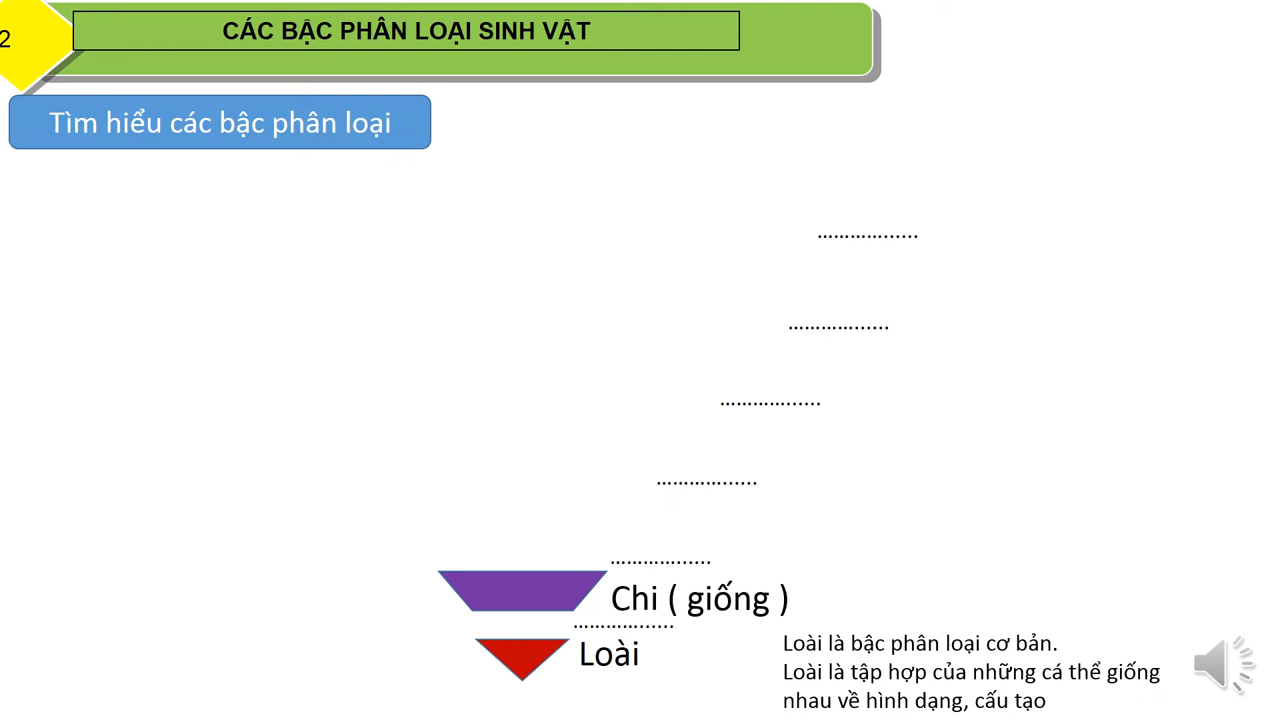 2
CÁC BẬC PHÂN LOẠI SINH VẬT
Tìm hiểu các bậc phân loại
…………......
…………......
…………......
…………......
…………......
Chi ( giống )
…………......
Loài
Loài là bậc phân loại cơ bản.
Loài là tập hợp của những cá thể giống
nhau về hình dạng, cấu tạo